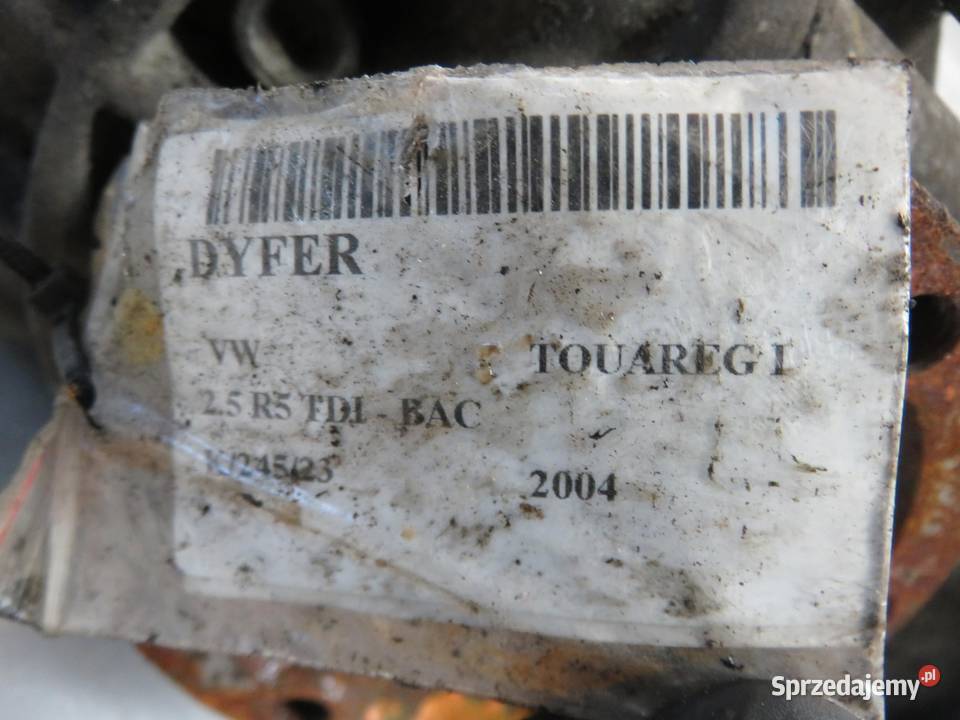 DYFER
VW TOUAREG I
2.5 R5 TDI - BAC
2004
Sprzedajemy.pl